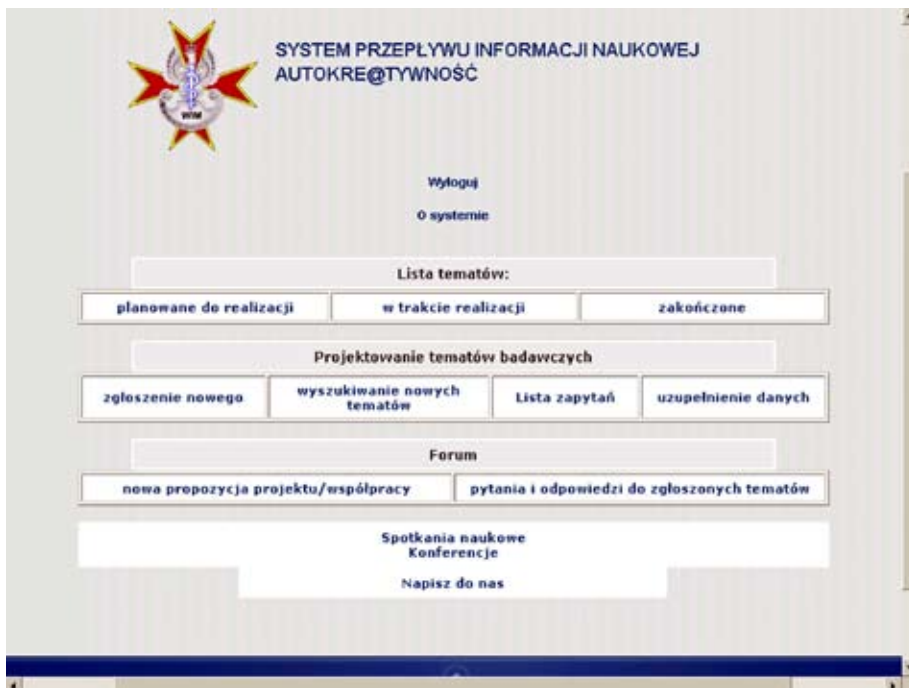 SYSTEM PRZEPŁYWU INFORMACJI NAUKOWEJ
AUTOKRE@TYWNOŚĆ
WIM
Wyloguj
O systemie
Lista tematów:
planowane do realizacji
w trakcie realizacji
zakończone
Projektowanie tematów badawczych
zgłoszenie nowego
wyszukiwanie nowych
tematów
Lista zapytań
uzupełnienie danych
Forum
nowa propozycja projektu/współpracy
pytania i odpowiedzi do zgłoszonych tematów
Spotkania naukowe
Konferencje
Napisz do nas